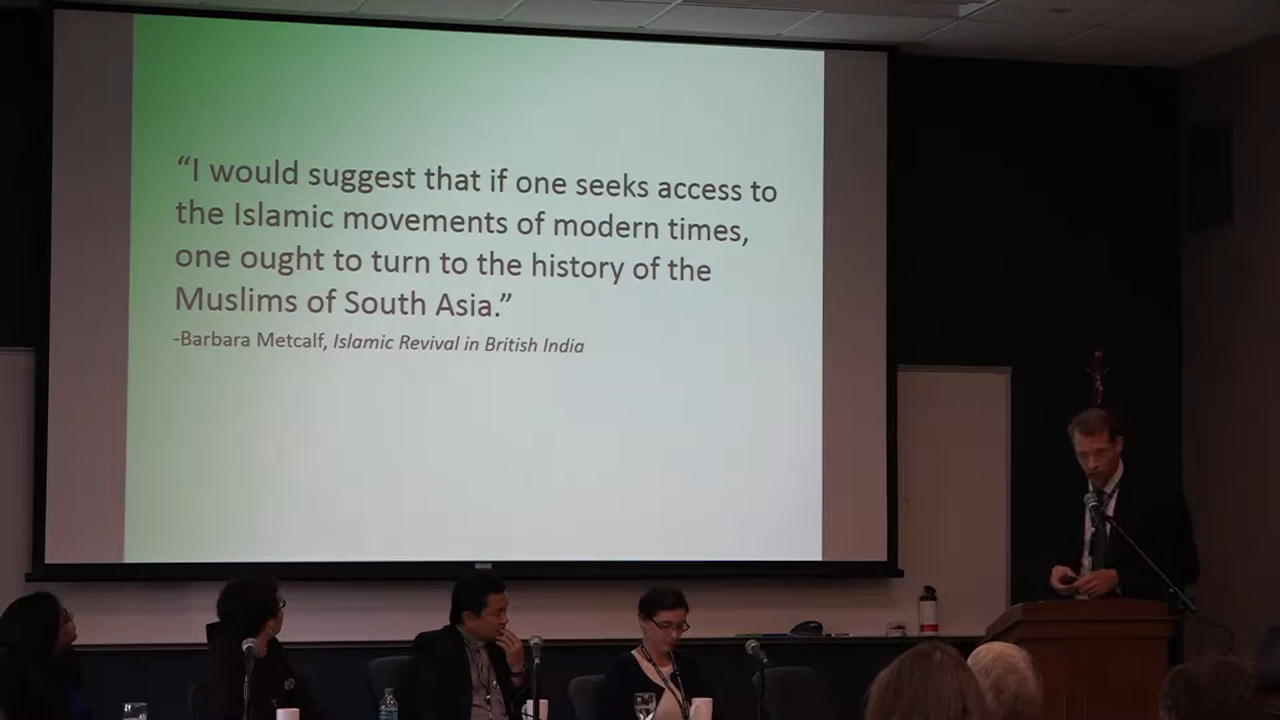 “I would suggest that if one seeks access to
the Islamic movements of modern times,
one ought to turn to the history of the
Muslims of South Asia.”
-Barbara Metcalf, Islamic Revival in British India